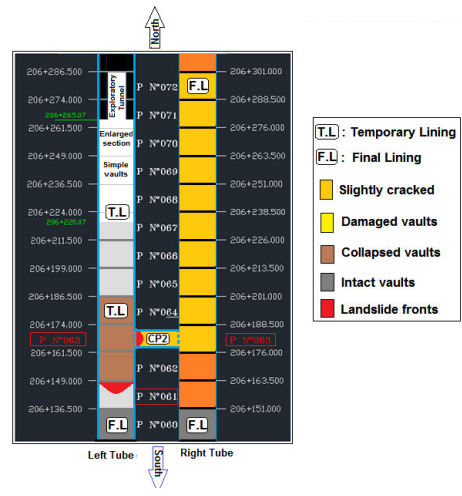 North
206+286.500
206+274.000
206+265.07
206+261.500
206+249.000
206+236.500
206+224.000
206+220.07
206+211.500
206+199.000
206+186.500
206+174.000
P N°063
206+161.500
206+149.000
206+136.500
Exploratory
Tunnel
Enlarged
section
Simple
vaults
T.L
T.L
F.L
P N°072
P N°071
P N°070
P N°069
P N°068
P N°067
P N°066
P N°065
P N°064
CP2
P N°062
P N°061
P N°060
F.L
F.L
206+301.000
206+288.500
206+276.000
206+263.500
206+251.000
206+238.500
206+226.000
206+213.500
206+201.000
206+188.500
P N°063
206+176.000
206+163.500
206+151.000
Left Tube
South
Right Tube
T.L : Temporary Lining
F.L : Final Lining
Slightly cracked
Damaged vaults
Collapsed vaults
Intact vaults
Landslide fronts